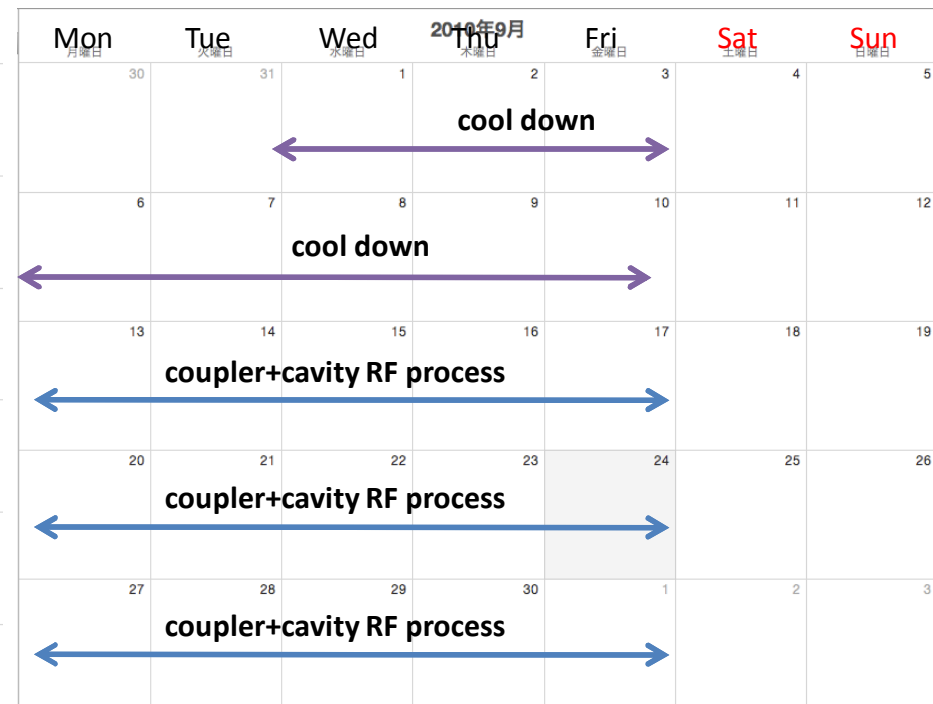 2010年9月
Mon Tue Wed Thu Fri Sat Sun
月曜日 火曜日 水曜日 木曜日 金曜日 土曜日 日曜日
30 31 1 2 3 4 5
cool down
6 7 8 9 10 11 12
cool down
13 14 15 16 17 18 19
coupler+cavity RF process
20 21 22 23 24 25 26
coupler+cavity RF process
27 28 29 30 1 2 3
coupler+cavity RF process